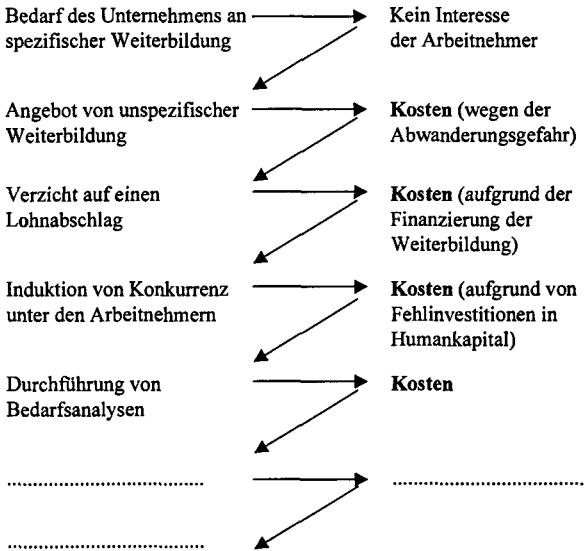 Bedarf des Unternehmens an
spezifischer Weiterbildung
Kein Interesse
der Arbeitnehmer
Angebot von unspezifischer
Weiterbildung
Kosten (wegen der
Abwanderungsgefahr)
Verzicht auf einen
Lohnabschlag
Kosten (aufgrund der
Finanzierung der
Weiterbildung)
Induktion von Konkurrenz
unter den Arbeitnehmern
Kosten (aufgrund von
Fehlinvestitionen in
Humankapital)
Durchführung von
Bedarfsanalysen
Kosten